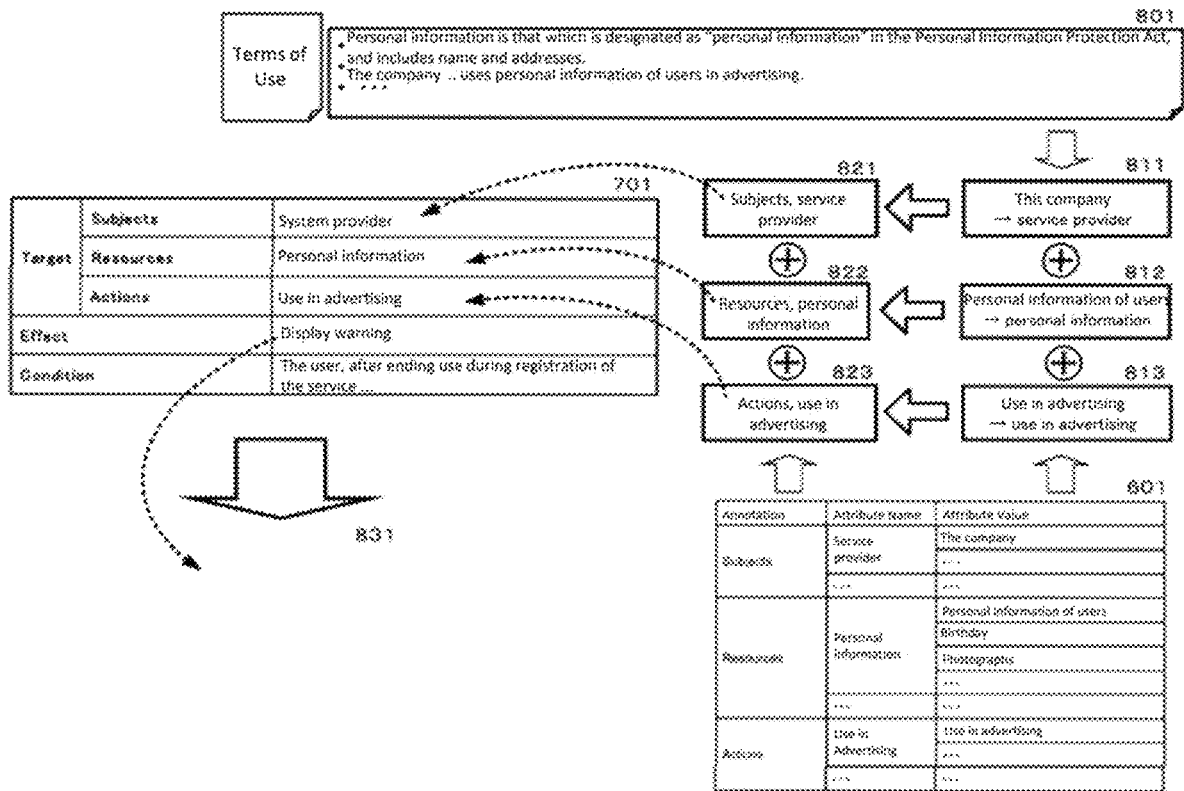 801
Terms of
Use
Personal information is that which is designated as "personal information" in the Personal Information Protection Act,
and includes name and addresses.
The company .. uses personal information of users in advertising.
...
701
821
811
Target
Subjects
System provider
Resources
Personal information
Actions
Use in advertising
Effect
Display warning
Condition
The user, after ending use during registration of
the service ...
Subjects, service
provider
This company
→ service provider
822
812
Resources, personal
information
Personal information of users
→ personal information
823
813
Actions, use in
advertising
Use in advertising
→ use in advertising
831
601
Annotation
Attribute Name
Attribute Value
Subjects
Service
provider
The company
...
...
...
Resources
Personal
information
Personal information of users
Birthday
Photographs
...
...
...
Actions
Use in
Advertising
Use in advertising
...
...
...